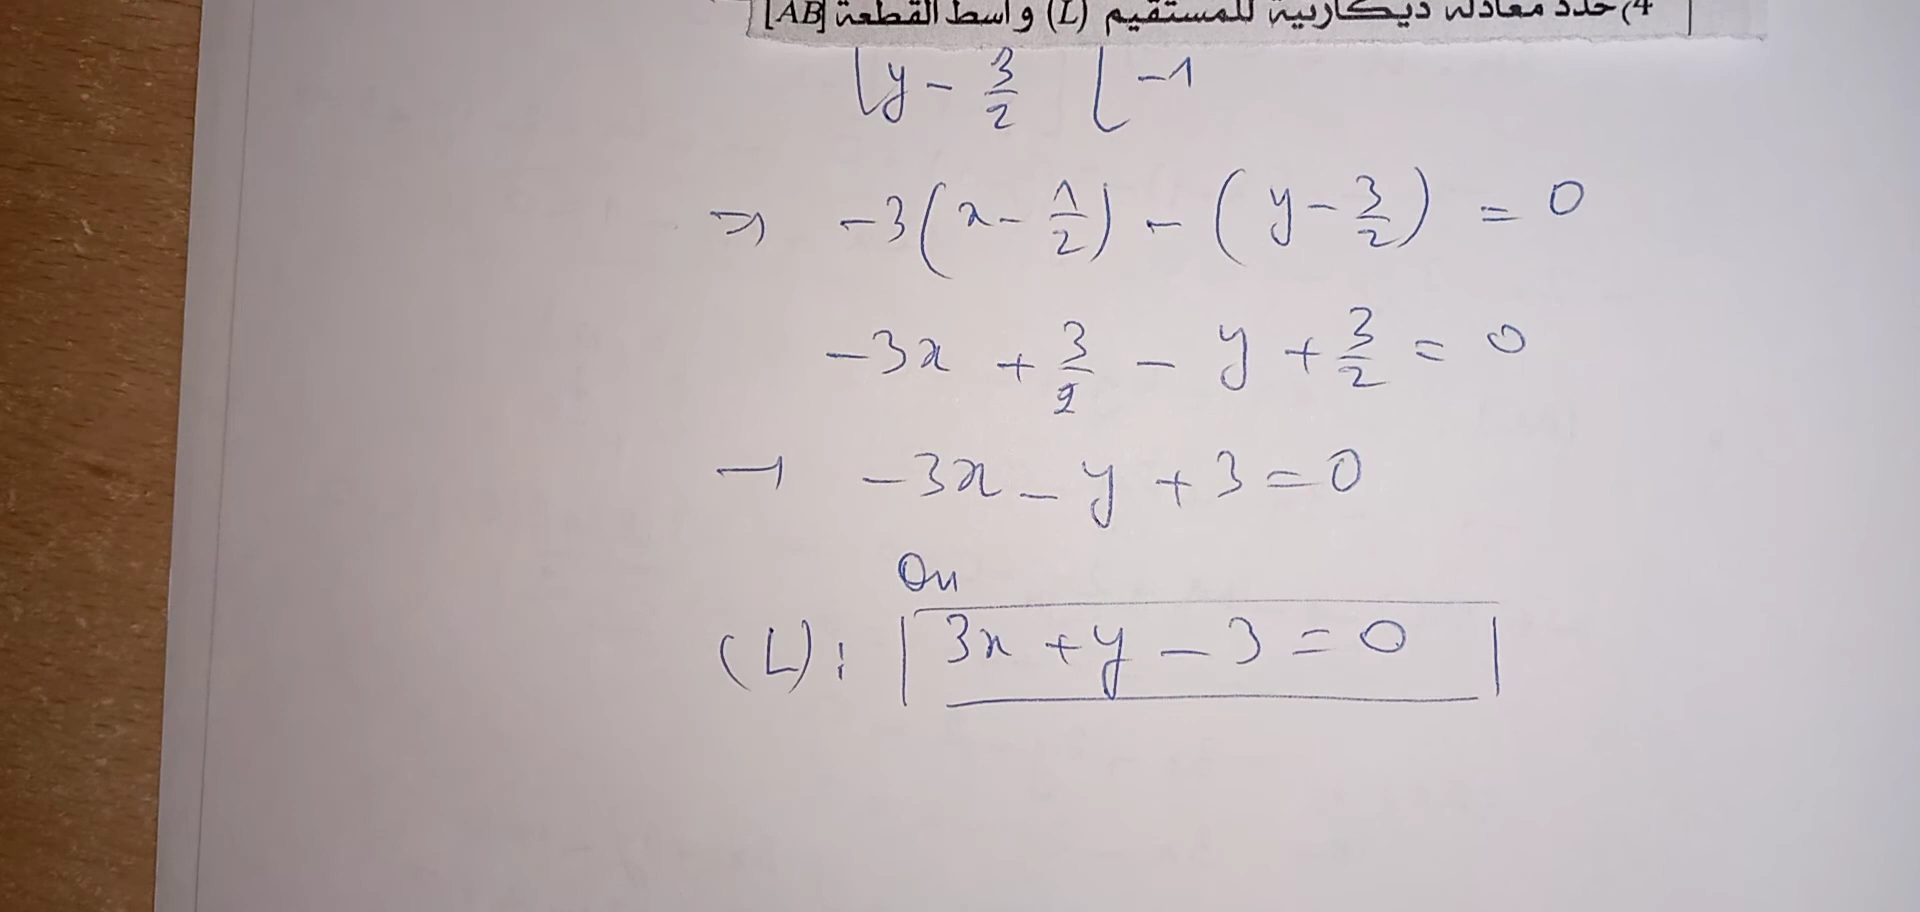 4) حدد معادلة ديكارتية للمستقيم (L) واسط القطعة [AB]
y - 3/2 -1
⇒ -3(x - 1/2) - (y - 3/2) = 0
-3x + 3/2 - y + 3/2 = 0
→ -3x - y + 3 = 0
Ou
(L): 3x + y - 3 = 0